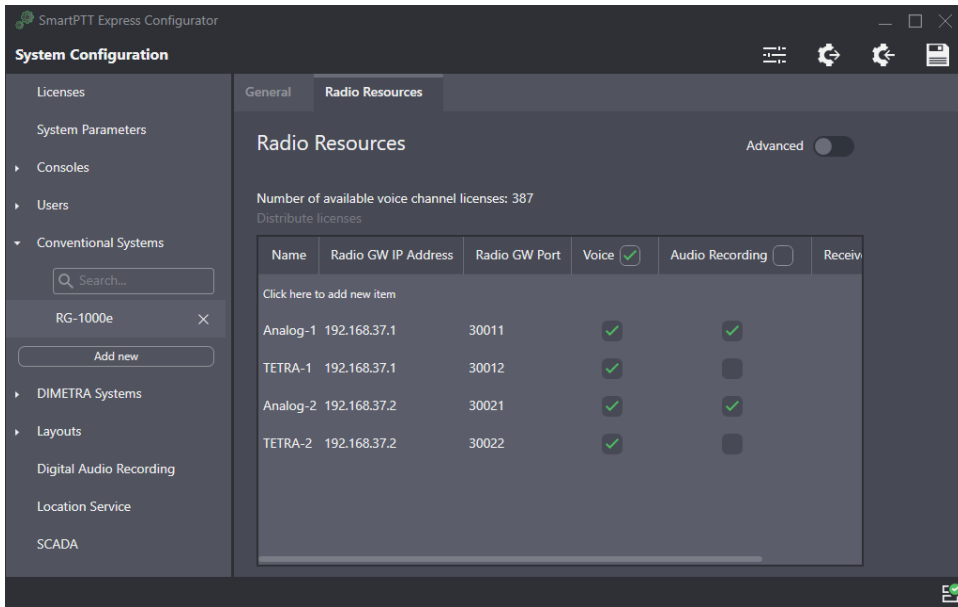 SmartPTT Express Configurator
System Configuration
Licenses
System Parameters
Consoles
Users
Conventional Systems
Search...
RG-1000e
Add new
DIMETRA Systems
Layouts
Digital Audio Recording
Location Service
SCADA
General Radio Resources
Radio Resources Advanced
Number of available voice channel licenses: 387
Distribute licenses
Name Radio GW IP Address Radio GW Port Voice Audio Recording
Click here to add new item
Analog-1 192.168.37.1 30011
TETRA-1 192.168.37.1 30012
Analog-2 192.168.37.2 30021
TETRA-2 192.168.37.2 30022